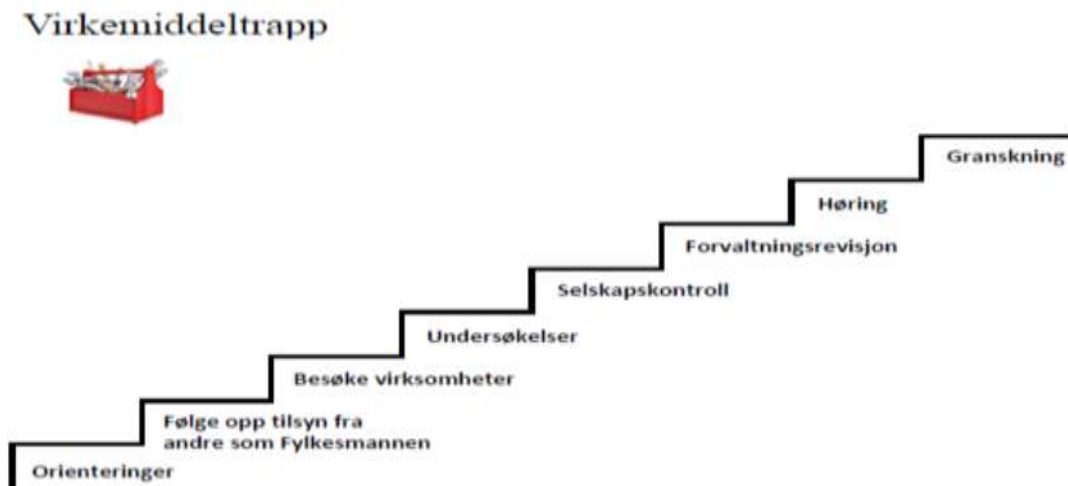 Virkemiddeltrapp
Granskning
Høring
Forvaltningsrevisjon
Selskapskontroll
Undersøkelser
Besøke virksomheter
Følge opp tilsyn fra
andre som Fylkesmannen
Orienteringer